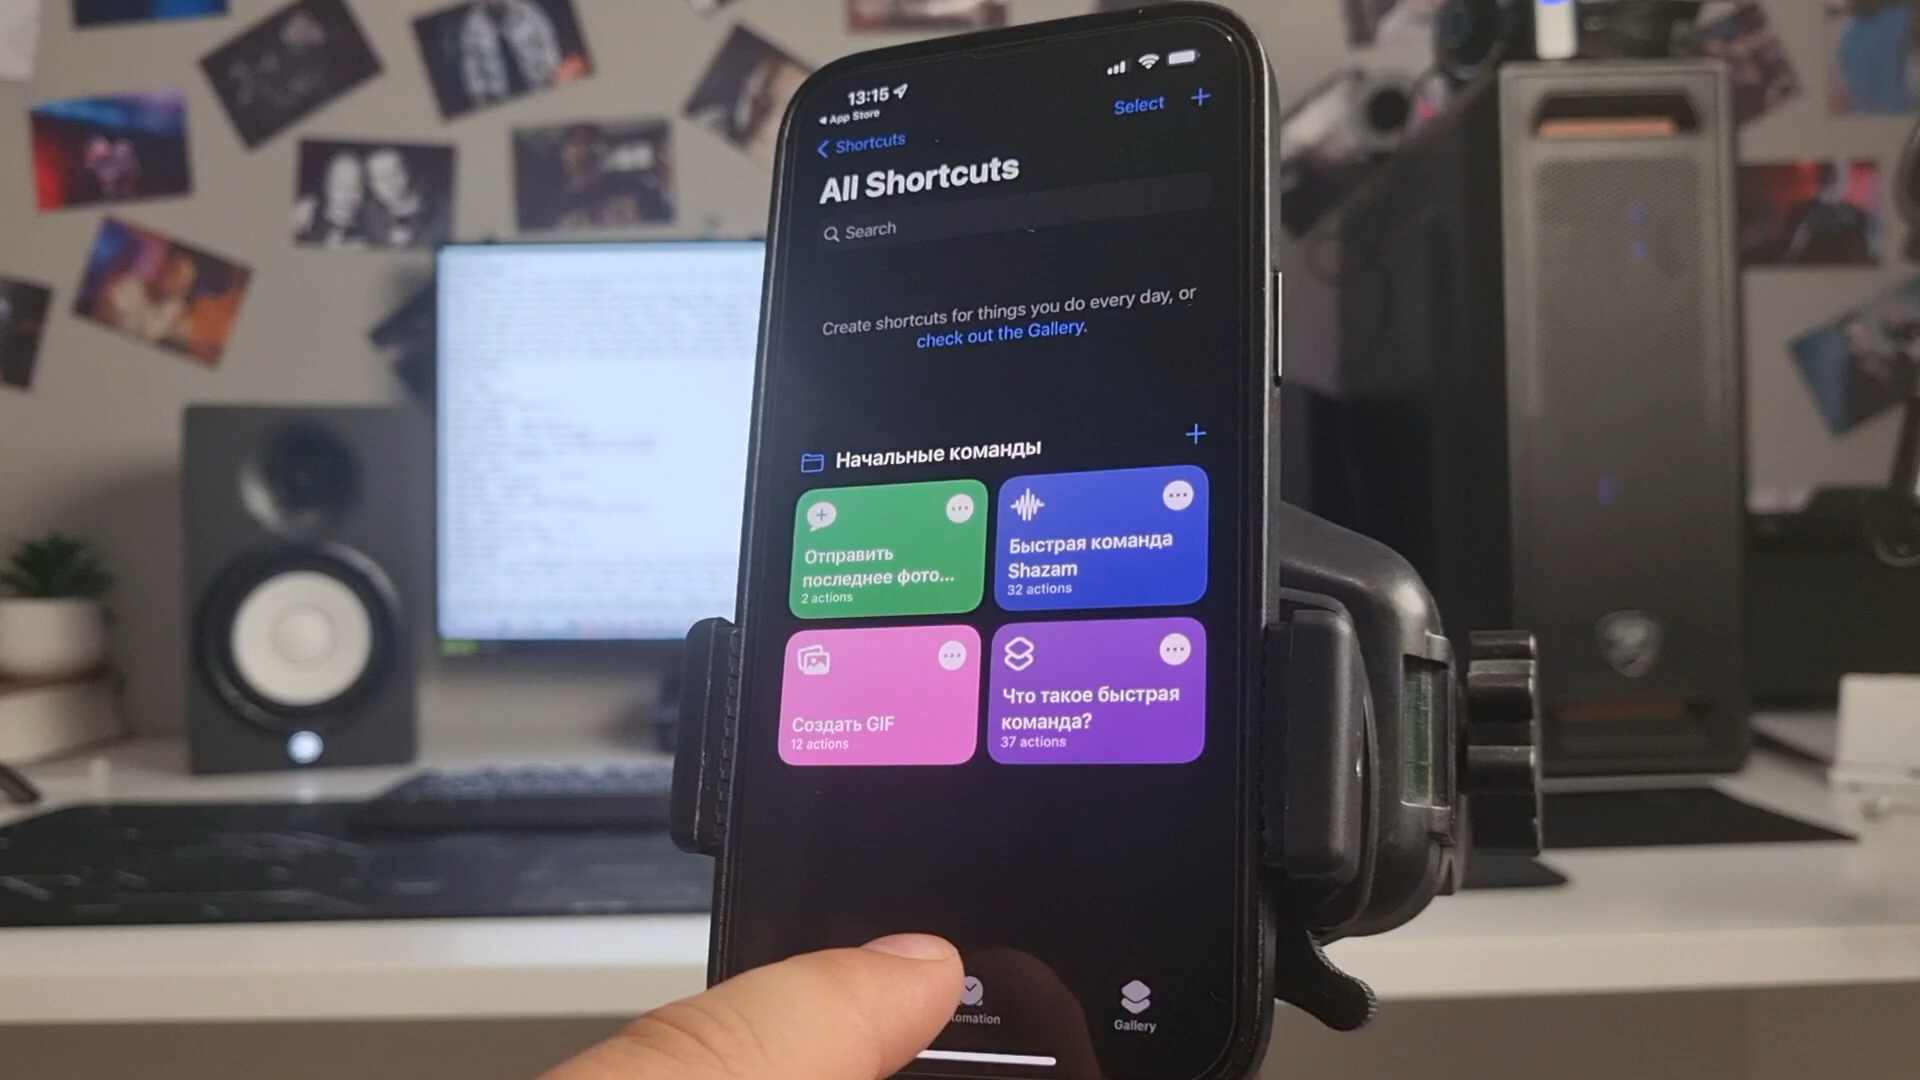 13:15
App Store
Select
Shortcuts
All Shortcuts
Search
Create shortcuts for things you do every day, or
check out the Gallery.
Начальные команды
Отправить
последнее фото...
2 actions
Быстрая команда
Shazam
32 actions
Создать GIF
12 actions
Что такое быстрая
команда?
37 actions
tomation
Gallery